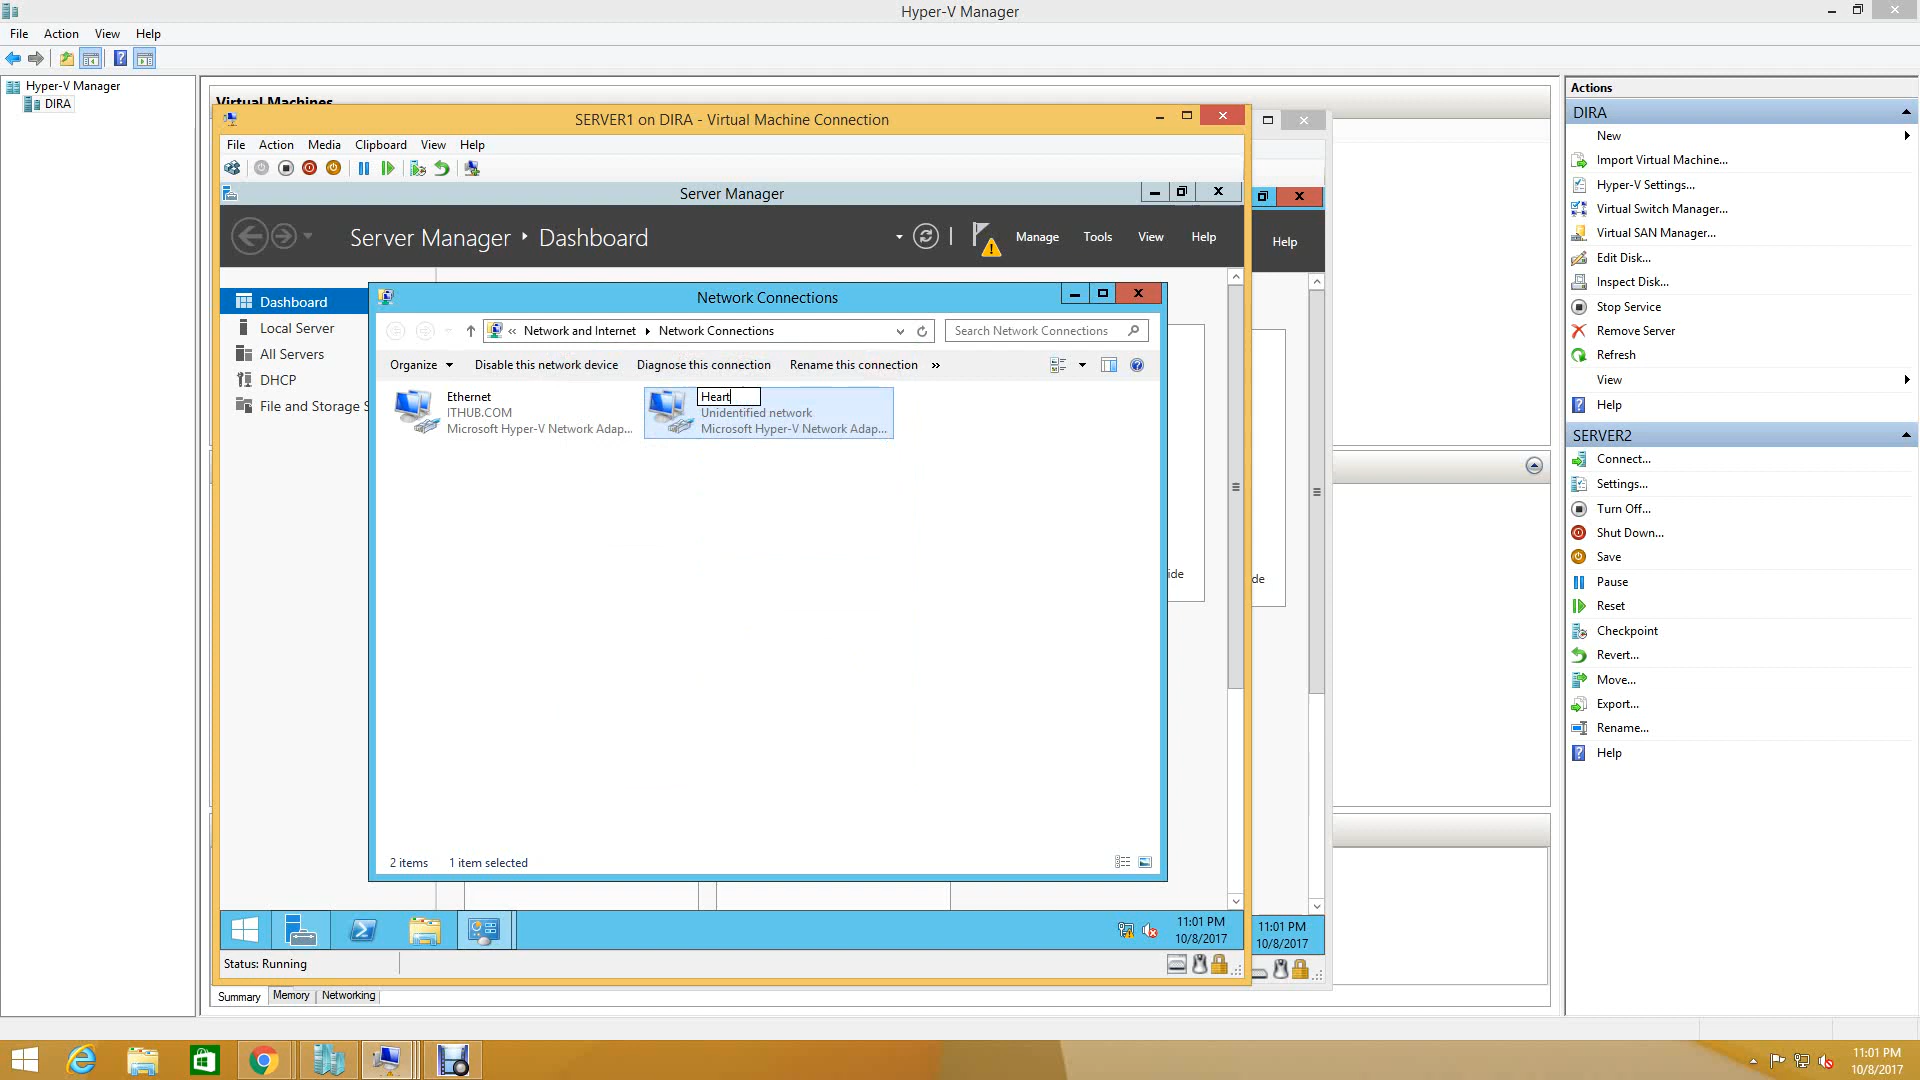 Hyper-V Manager
File Action View Help
Hyper-V Manager
DIRA
Virtual Machines
SERVER1 on DIRA - Virtual Machine Connection
File Action Media Clipboard View Help
Server Manager
Server Manager Dashboard
Manage Tools View Help
Help
Dashboard
Local Server
All Servers
DHCP
File and Storage S
Network Connections
« Network and Internet Network Connections
Search Network Connections
Organize Disable this network device Diagnose this connection Rename this connection »
Ethernet
ITHUB.COM
Microsoft Hyper-V Network Adap...
Heart
Unidentified network
Microsoft Hyper-V Network Adap...
ide
de
2 items 1 item selected
11:01 PM
10/8/2017
11:01 PM
10/8/2017
Status: Running
Summary Memory Networking
Actions
DIRA
New
Import Virtual Machine...
Hyper-V Settings...
Virtual Switch Manager...
Virtual SAN Manager...
Edit Disk...
Inspect Disk...
Stop Service
Remove Server
Refresh
View
Help
SERVER2
Connect...
Settings...
Turn Off...
Shut Down...
Save
Pause
Reset
Checkpoint
Revert...
Move...
Export...
Rename...
Help
11:01 PM
10/8/2017